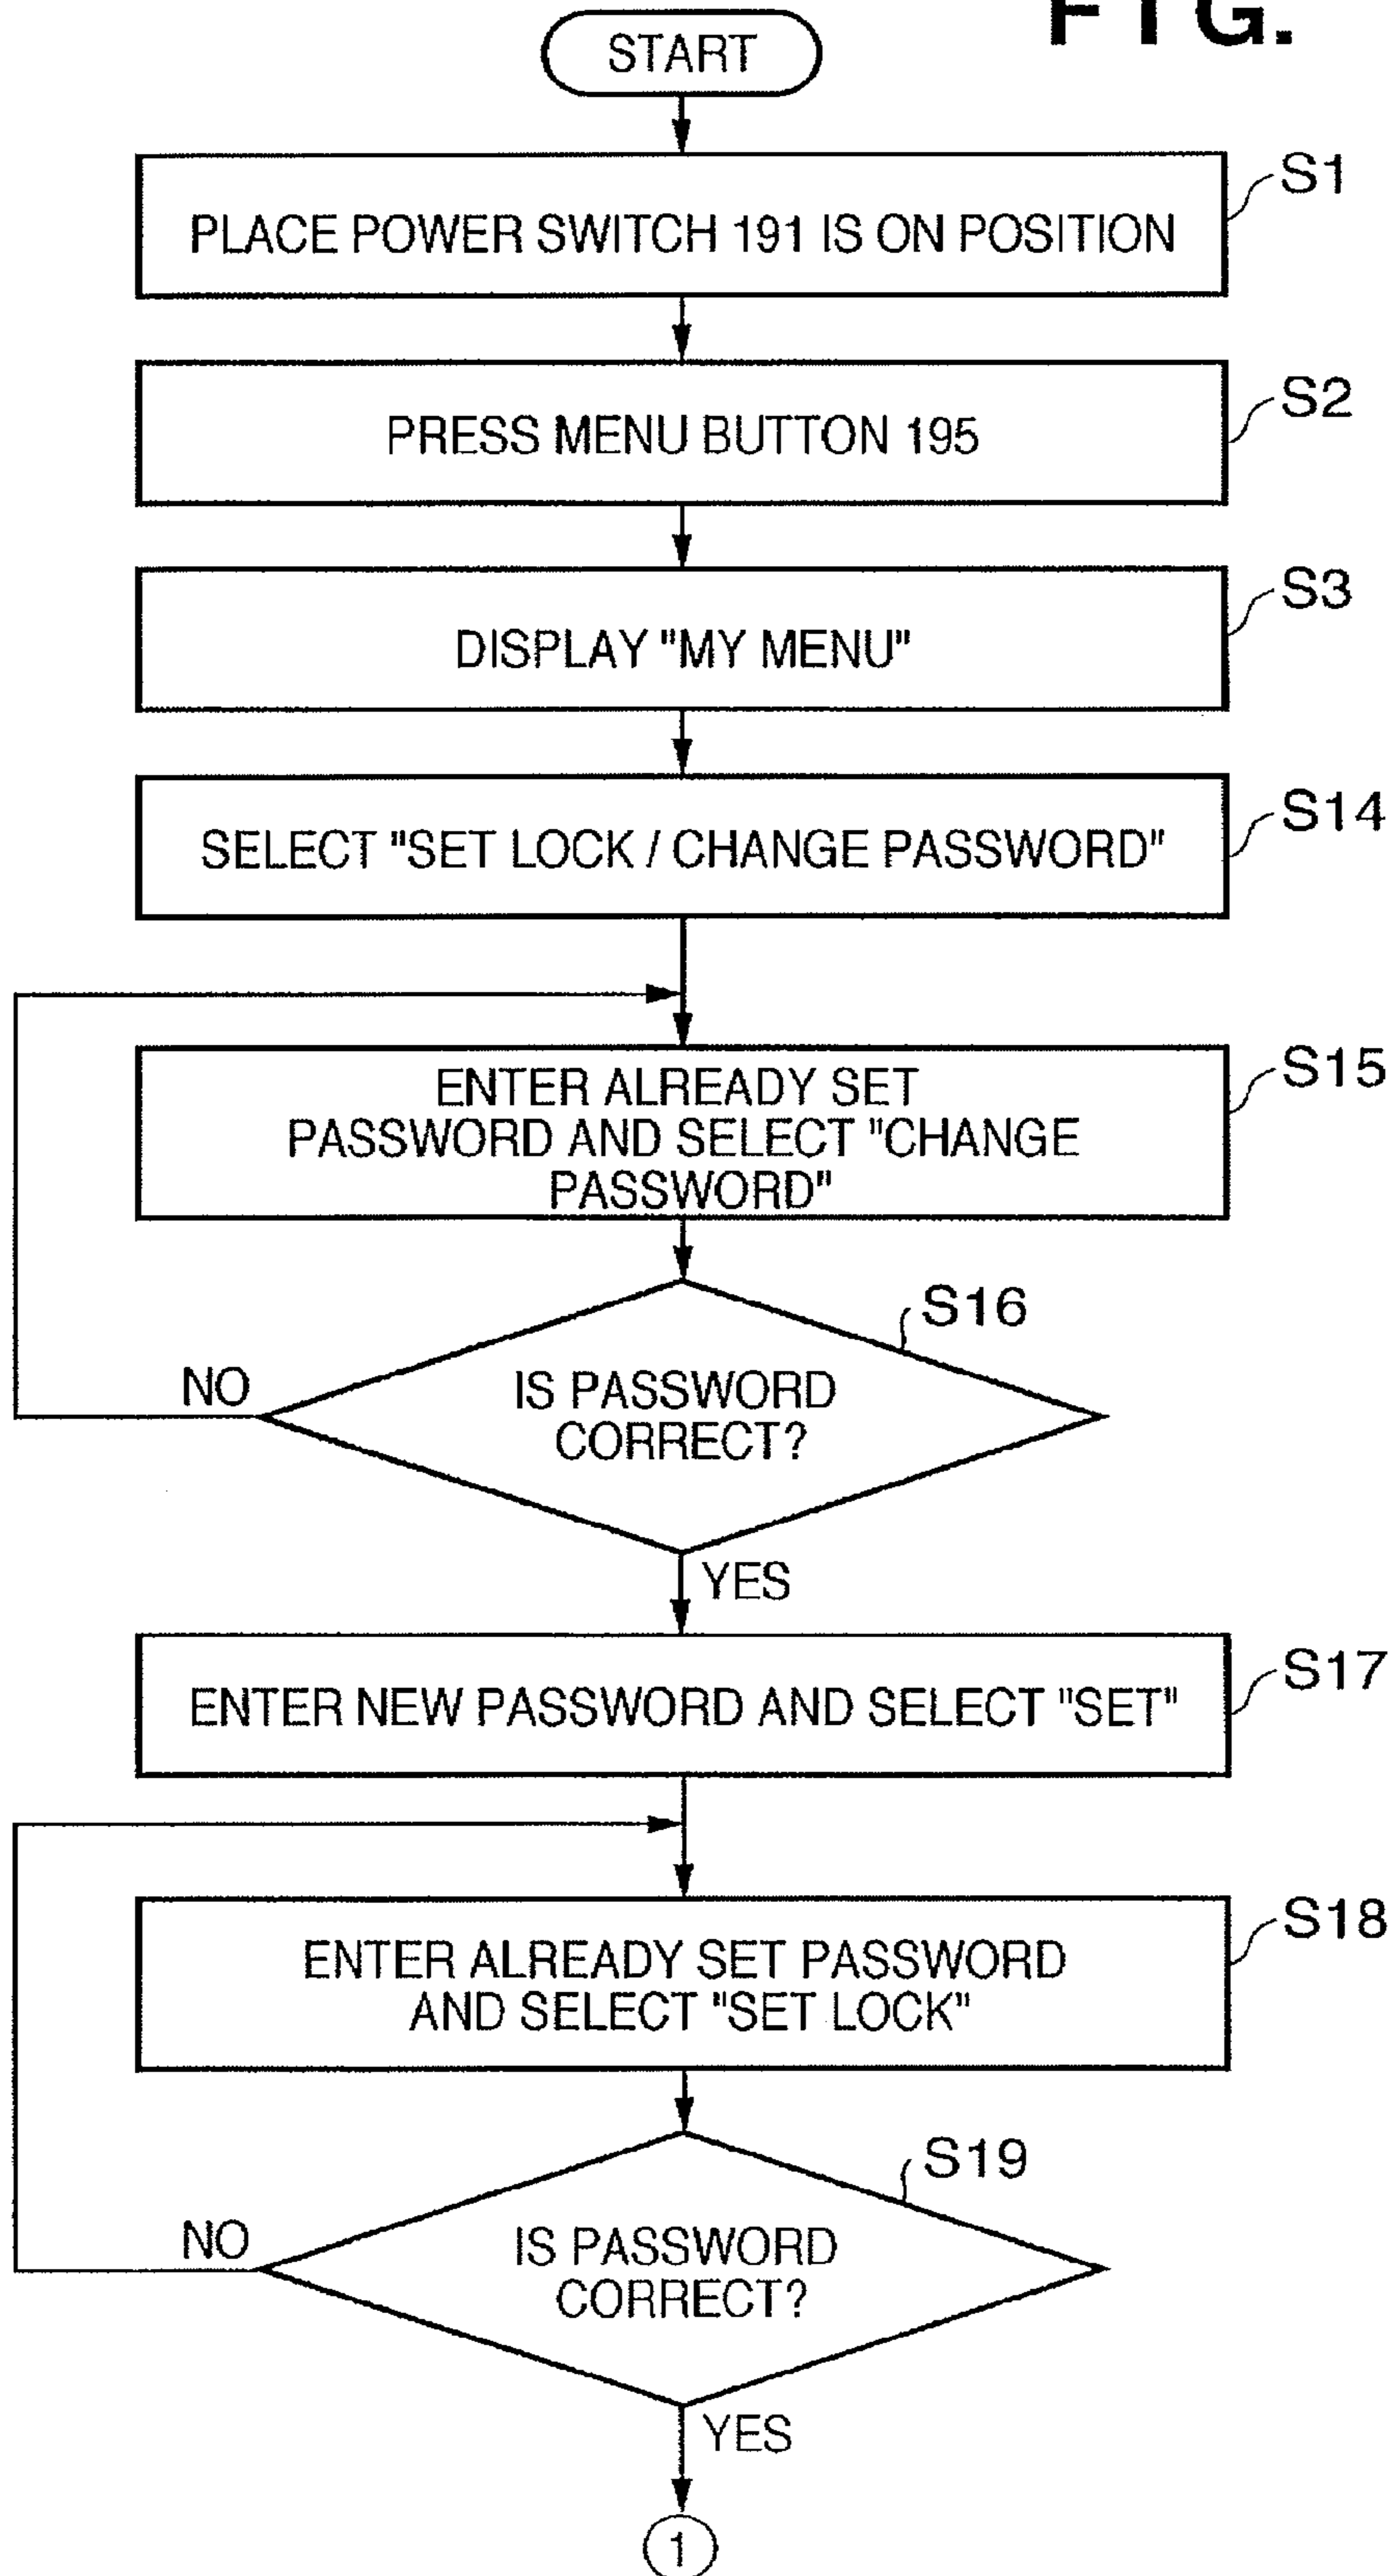 FIG.
START
PLACE POWER SWITCH 191 IS ON POSITION
S1
PRESS MENU BUTTON 195
S2
DISPLAY "MY MENU"
S3
SELECT "SET LOCK / CHANGE PASSWORD"
S14
ENTER ALREADY SET
PASSWORD AND SELECT "CHANGE
PASSWORD"
S15
S16
IS PASSWORD
CORRECT?
NO
YES
ENTER NEW PASSWORD AND SELECT "SET"
S17
ENTER ALREADY SET PASSWORD
AND SELECT "SET LOCK"
S18
S19
IS PASSWORD
CORRECT?
NO
YES
1